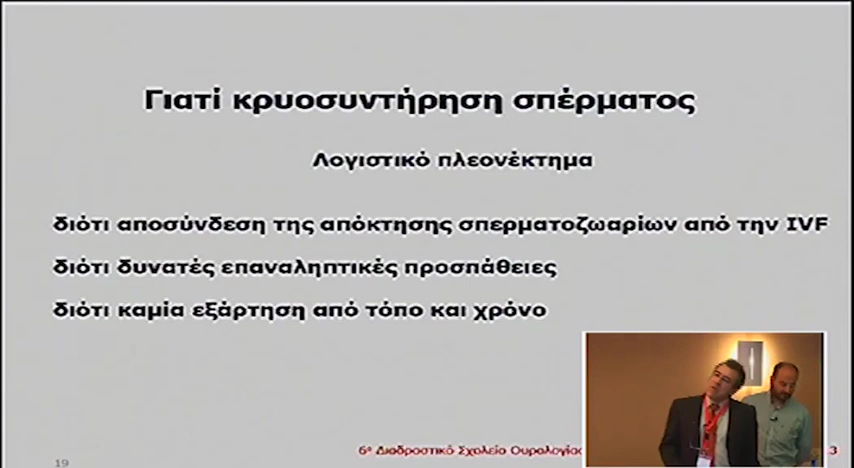 Γιατί κρυοσυντήρηση σπέρματος
Λογιστικό πλεονέκτημα
διότι αποσύνδεση της απόκτησης σπερματοζωαρίων από την IVF
διότι δυνατές επαναληπτικές προσπάθειες
διότι καμία εξάρτηση από τόπο και χρόνο
19
6ο Διαδραστικό Σχολείο Ουρολογίας
3